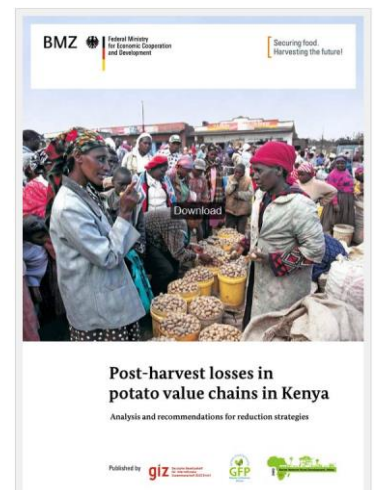 BMZ
Federal Ministry
for Economic Cooperation
and Development
Securing food.
Harvesting the future!
Download
Post-harvest losses in
potato value chains in Kenya
Analysis and recommendations for reduction strategies
Published by
giz
GFP